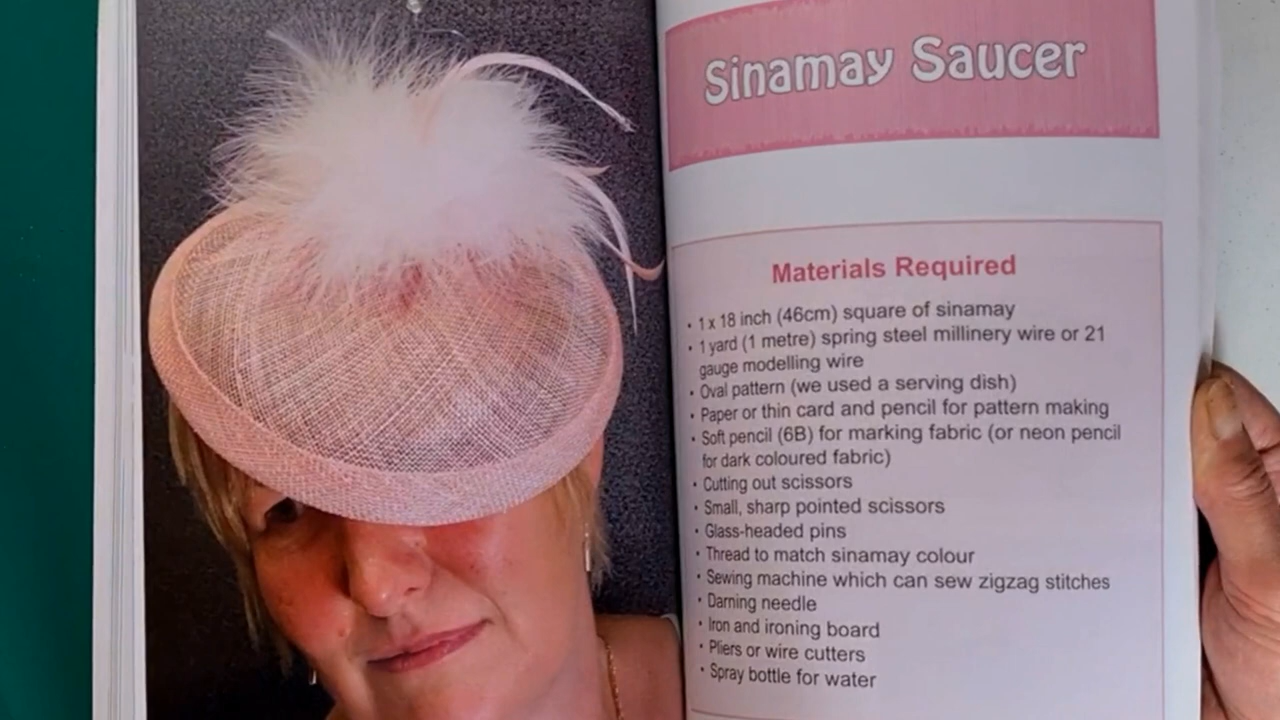 Sinamay Saucer
Materials Required
• 1 x 18 inch (46cm) square of sinamay
• 1 yard (1 metre) spring steel millinery wire or 21
gauge modelling wire
• Oval pattern (we used a serving dish)
• Paper or thin card and pencil for pattern making
• Soft pencil (6B) for marking fabric (or neon pencil
for dark coloured fabric)
• Cutting out scissors
• Small, sharp pointed scissors
• Glass-headed pins
• Thread to match sinamay colour
• Sewing machine which can sew zigzag stitches
• Darning needle
• Iron and ironing board
• Pliers or wire cutters
• Spray bottle for water